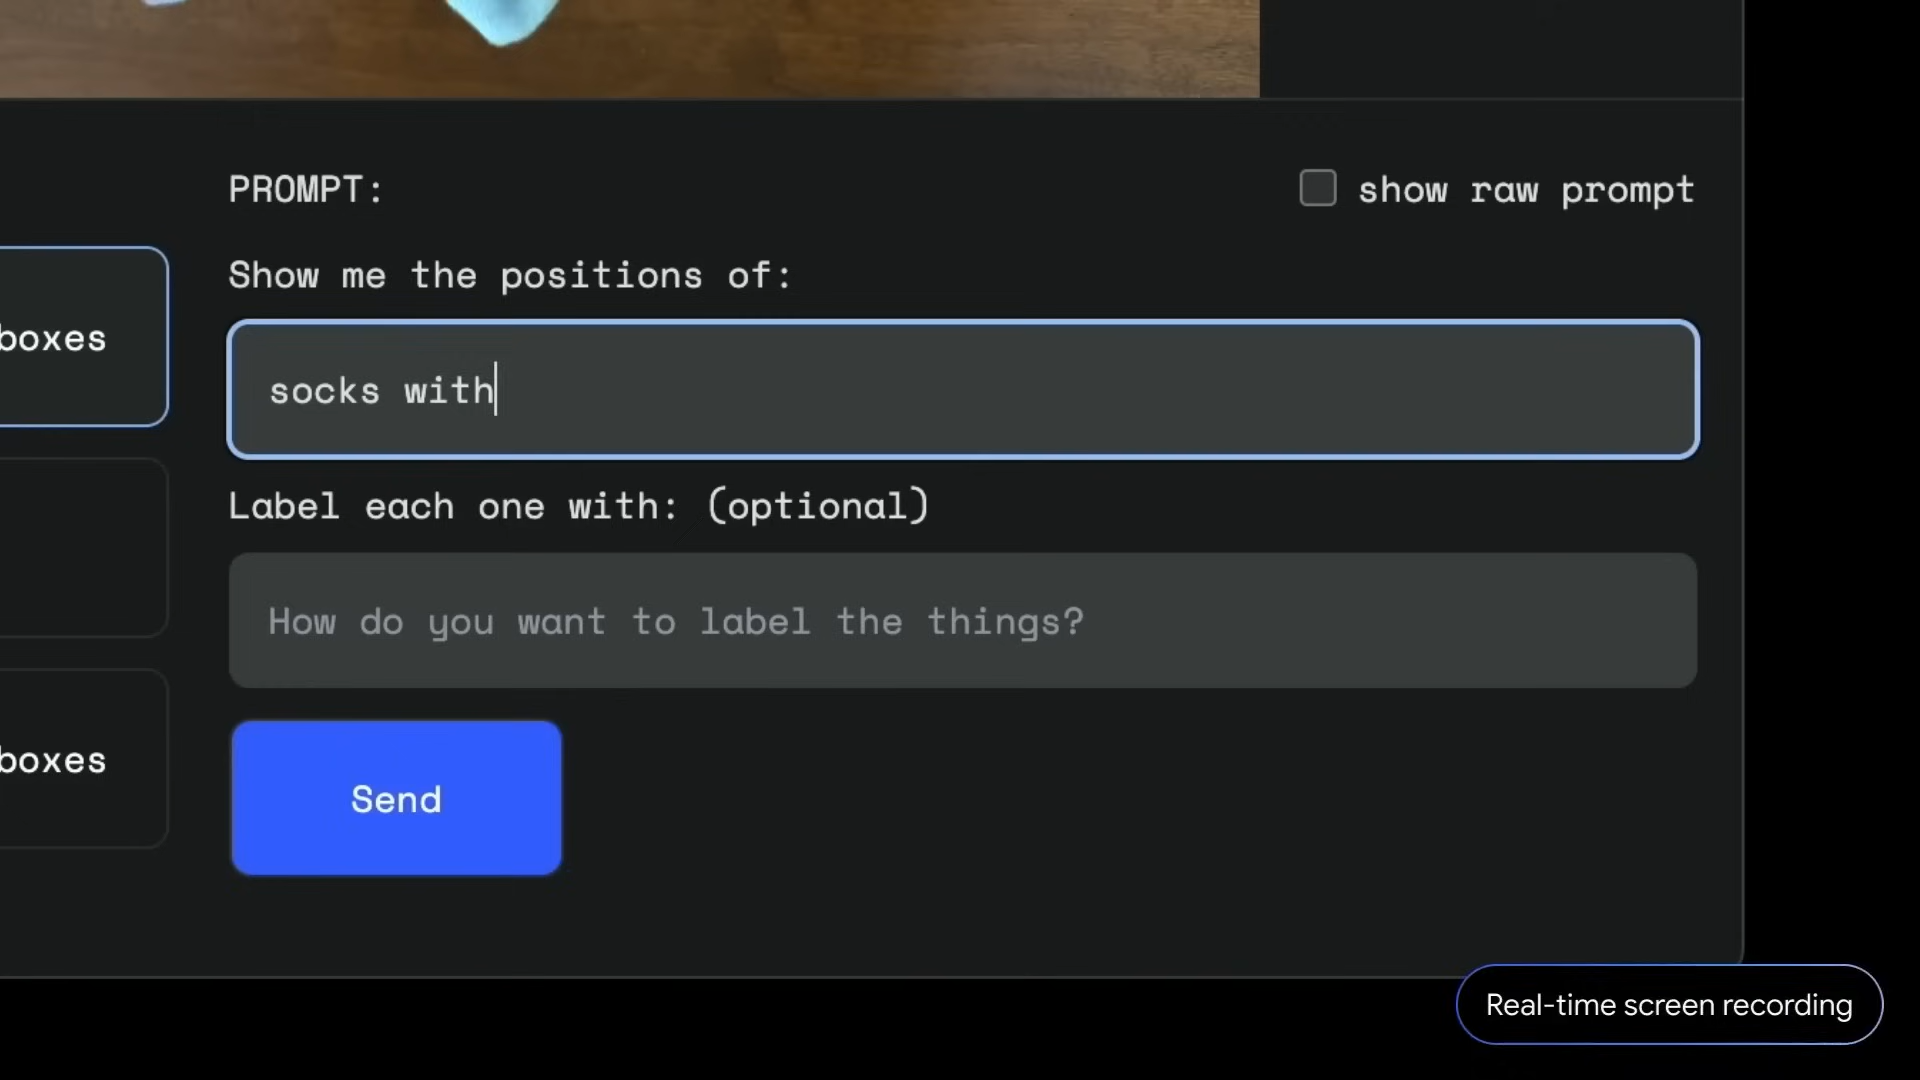 PROMPT:
show raw prompt
Show me the positions of:
boxes
socks with
Label each one with: (optional)
How do you want to label the things?
boxes
Send
Real-time screen recording